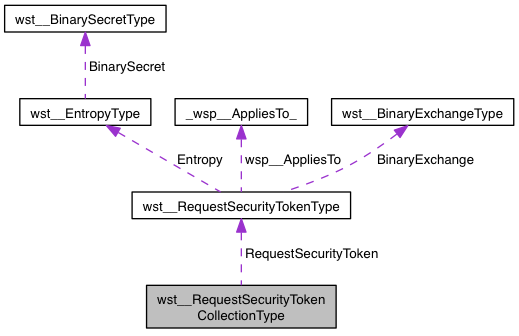 wst__BinarySecretType
BinarySecret
wst__EntropyType
_wsp__AppliesTo_
wst__BinaryExchangeType
Entropy
wsp__AppliesTo
BinaryExchange
wst__RequestSecurityTokenType
RequestSecurityToken
wst__RequestSecurityToken
CollectionType